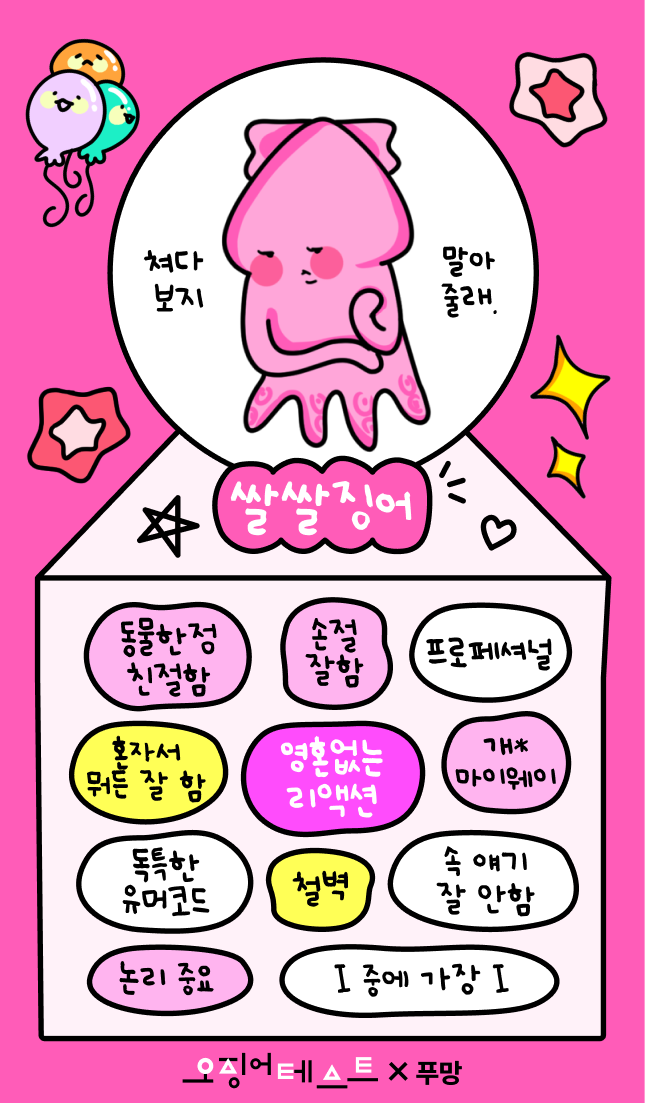 쳐다
보지
말아
줄래.
쌀쌀징어
동물한점
친절함
손절
잘함
프로페셔널
혼자서
뭐든 잘 함
영혼없는
리액션
개*
마이웨이
독특한
유머코드
철벽
속 얘기
잘 안함
논리 중요
I 중에 가장 I
오징어테스트 × 푸망